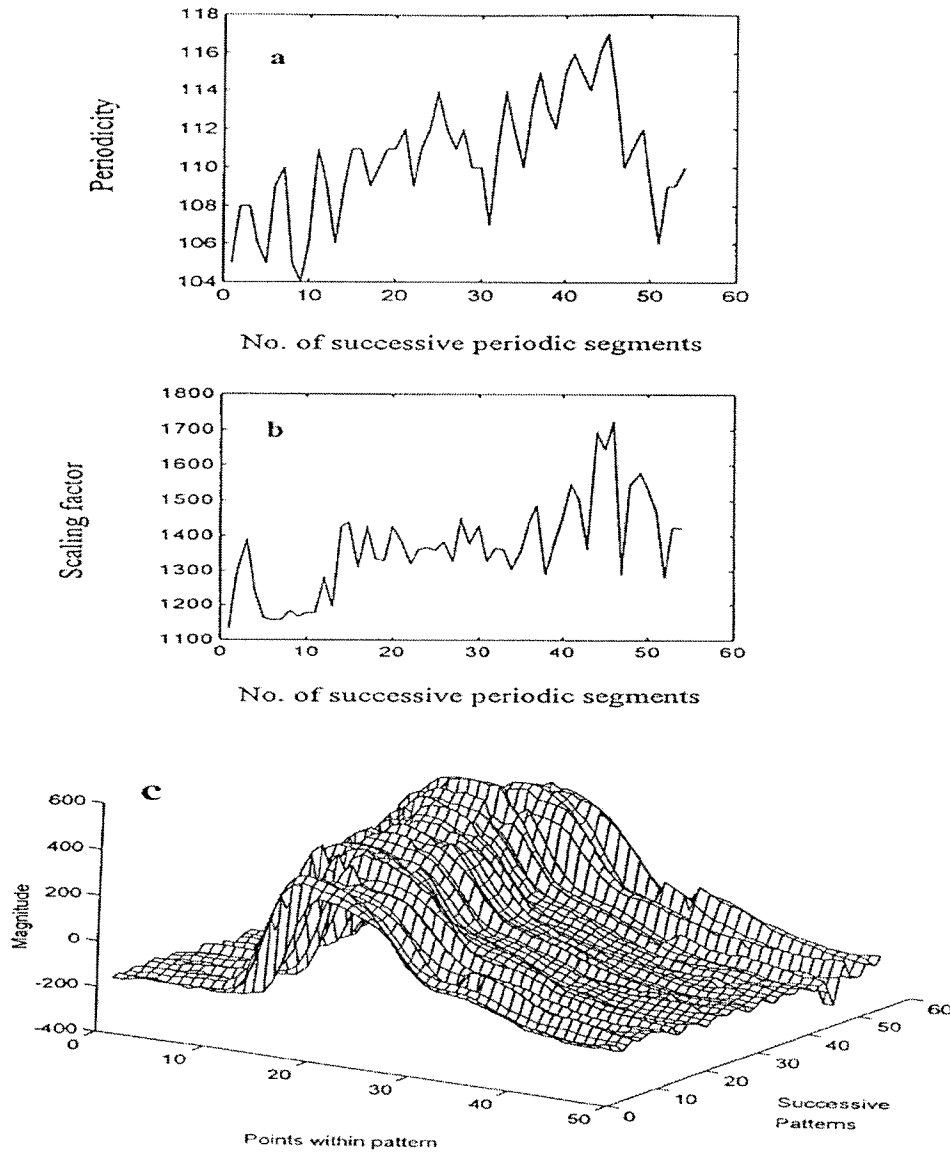 118
a
116
114
112
110
108
106
104
Periodicity
0 10 20 30 40 50 60
No. of successive periodic segments
1800
b
1700
1600
1500
1400
1300
1200
1100
Scaling factor
0 10 20 30 40 50 60
No. of successive periodic segments
c
600
400
200
0
-200
-400
Magnitude
0 10 20 30 40 50
0 10 20 30 40 50 60
Points within pattern
Successive
Patterns